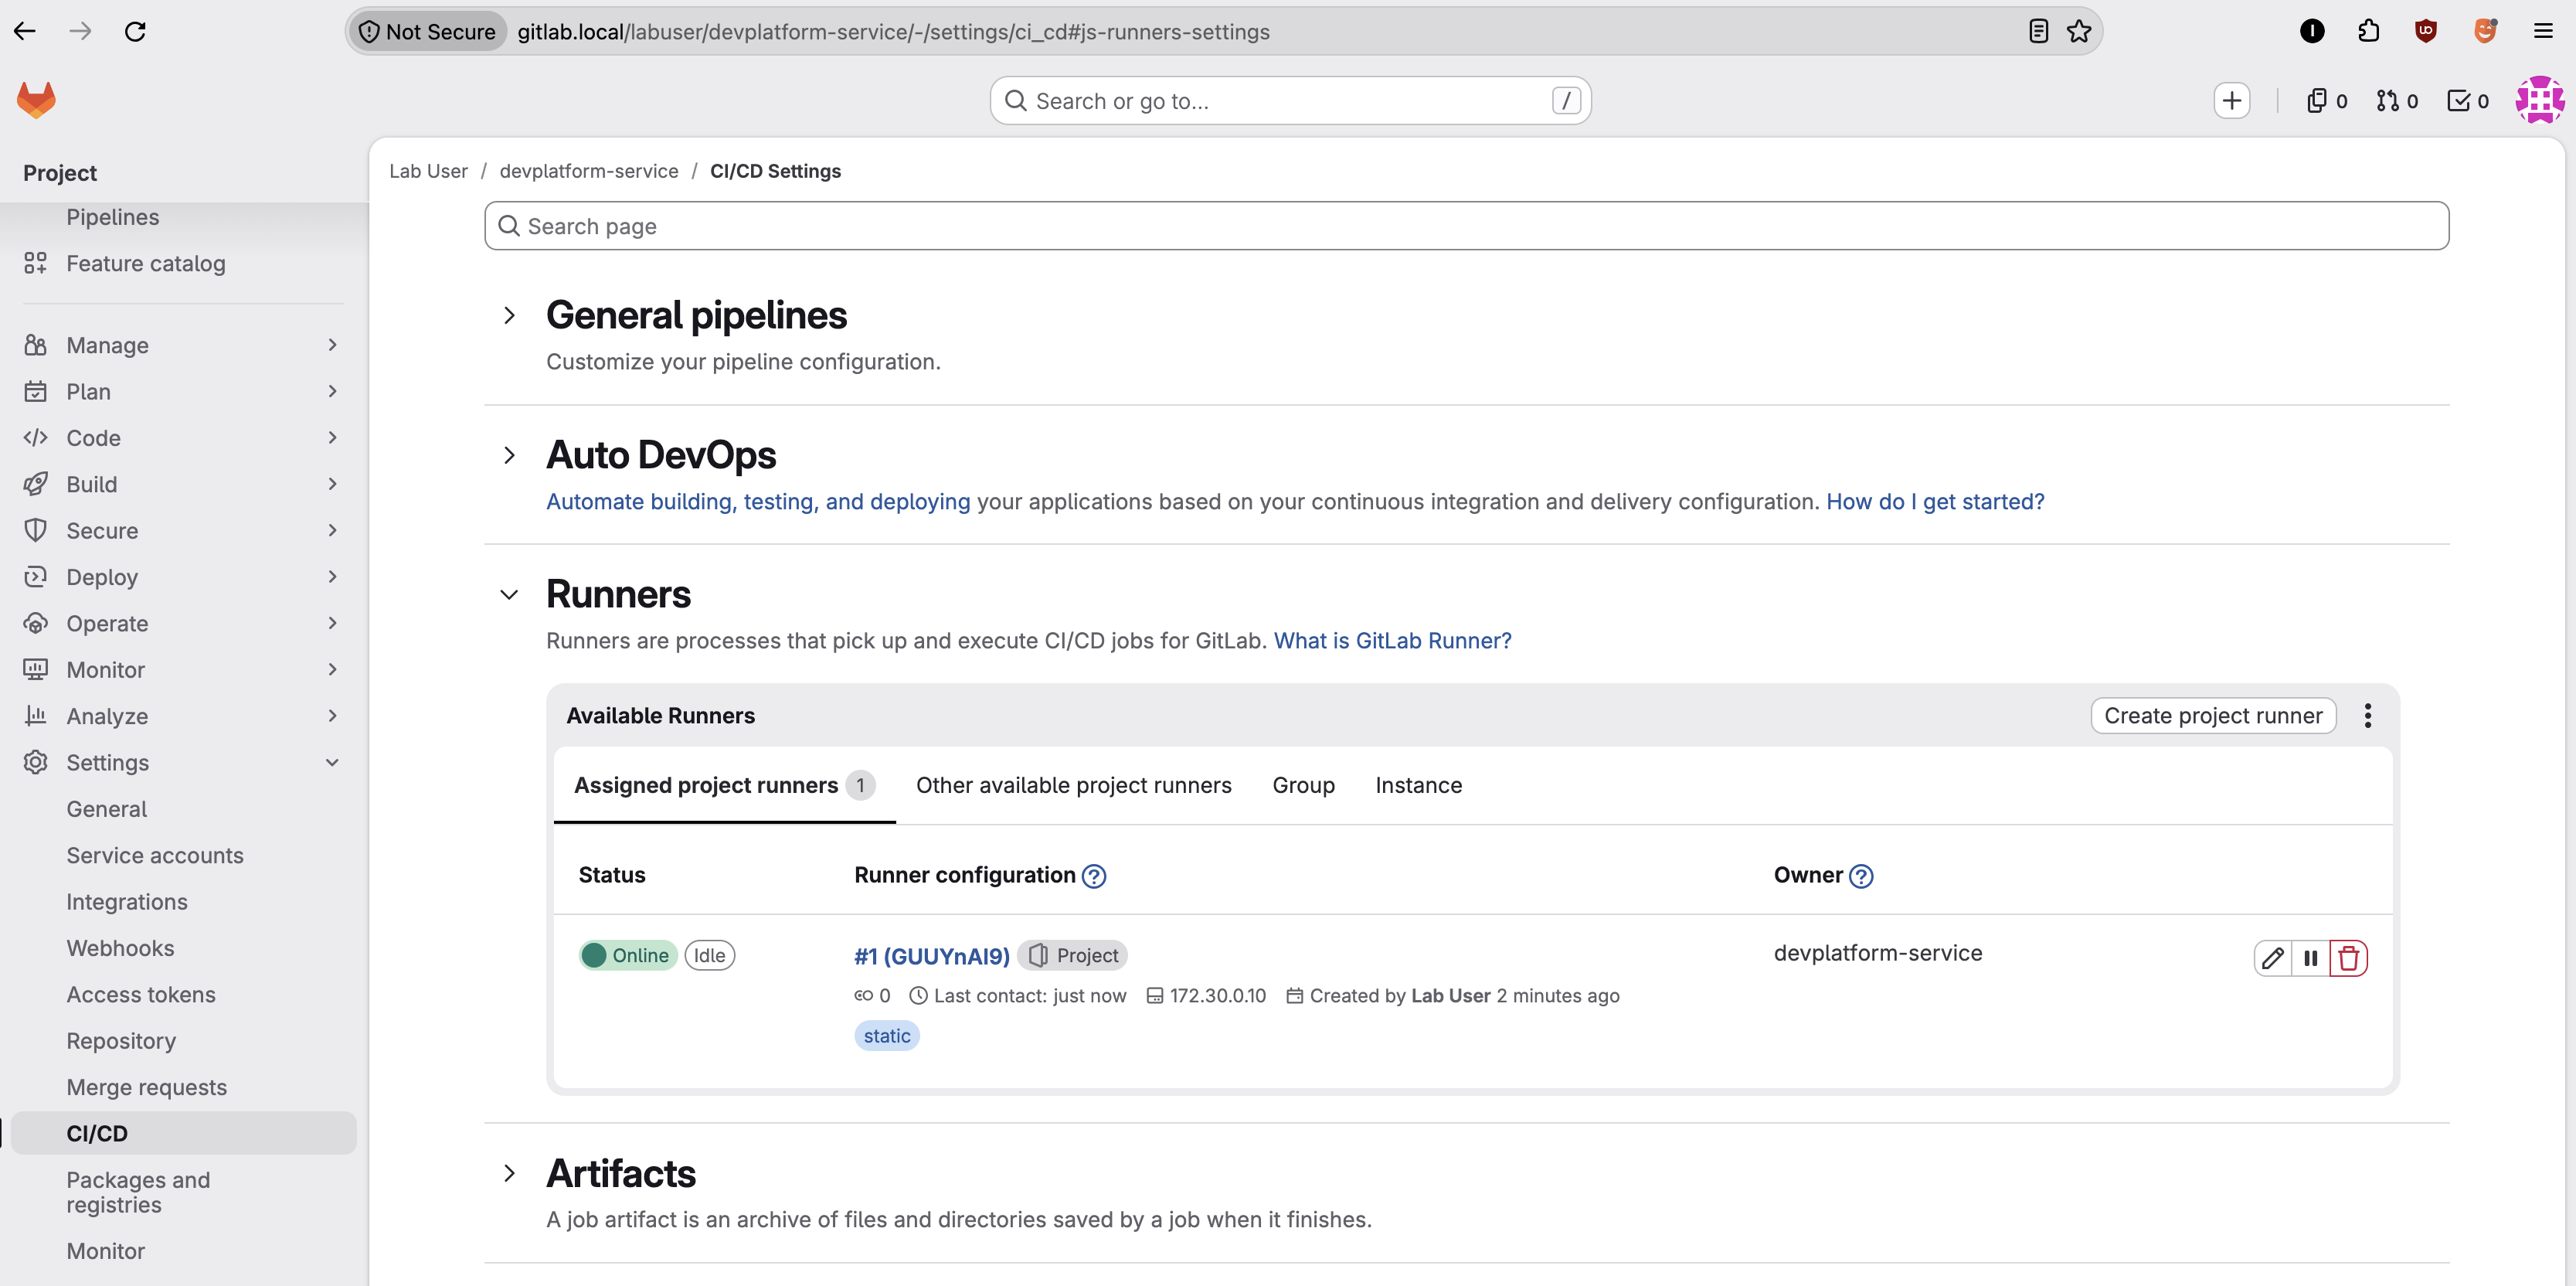 Not Secure gitlab.local/labuser/devplatform-service/-/settings/ci_cd#js-runners-settings
Search or go to... /
0 0 0
Project
Pipelines
Feature catalog
Manage
Plan
Code
Build
Secure
Deploy
Operate
Monitor
Analyze
Settings
General
Service accounts
Integrations
Webhooks
Access tokens
Repository
Merge requests
CI/CD
Packages and
registries
Monitor
Lab User / devplatform-service / CI/CD Settings
Search page
General pipelines
Customize your pipeline configuration.
Auto DevOps
Automate building, testing, and deploying your applications based on your continuous integration and delivery configuration. How do I get started?
Runners
Runners are processes that pick up and execute CI/CD jobs for GitLab. What is GitLab Runner?
Available Runners Create project runner
Assigned project runners 1 Other available project runners Group Instance
Status Runner configuration ? Owner ?
Online Idle #1 (GUUYnAI9) Project devplatform-service
0 Last contact: just now 172.30.0.10 Created by Lab User 2 minutes ago
static
Artifacts
A job artifact is an archive of files and directories saved by a job when it finishes.